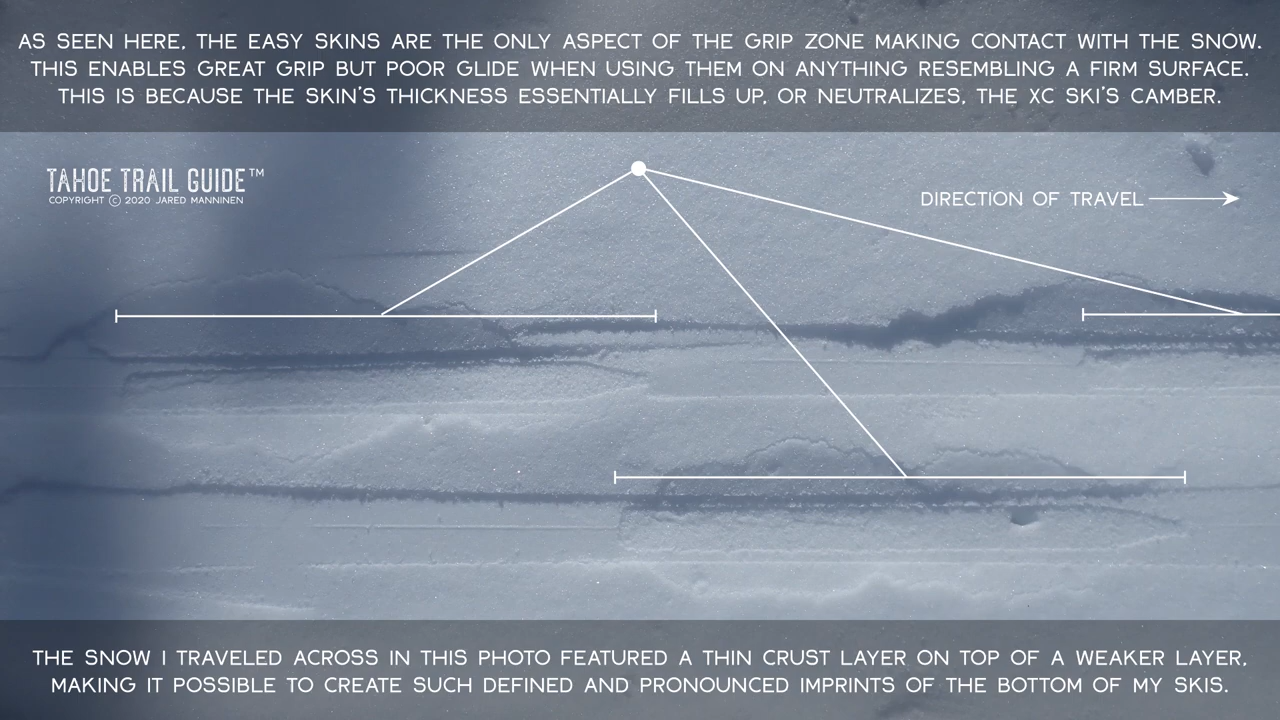 AS SEEN HERE, THE EASY SKINS ARE THE ONLY ASPECT OF THE GRIP ZONE MAKING CONTACT WITH THE SNOW.
THIS ENABLES GREAT GRIP BUT POOR GLIDE WHEN USING THEM ON ANYTHING RESEMBLING A FIRM SURFACE.
THIS IS BECAUSE THE SKIN'S THICKNESS ESSENTIALLY FILLS UP, OR NEUTRALIZES, THE XC SKI'S CAMBER.
TAHOE TRAIL GUIDE™
COPYRIGHT © 2020 JARED MANNINEN
DIRECTION OF TRAVEL
THE SNOW I TRAVELED ACROSS IN THIS PHOTO FEATURED A THIN CRUST LAYER ON TOP OF A WEAKER LAYER,
MAKING IT POSSIBLE TO CREATE SUCH DEFINED AND PRONOUNCED IMPRINTS OF THE BOTTOM OF MY SKIS.